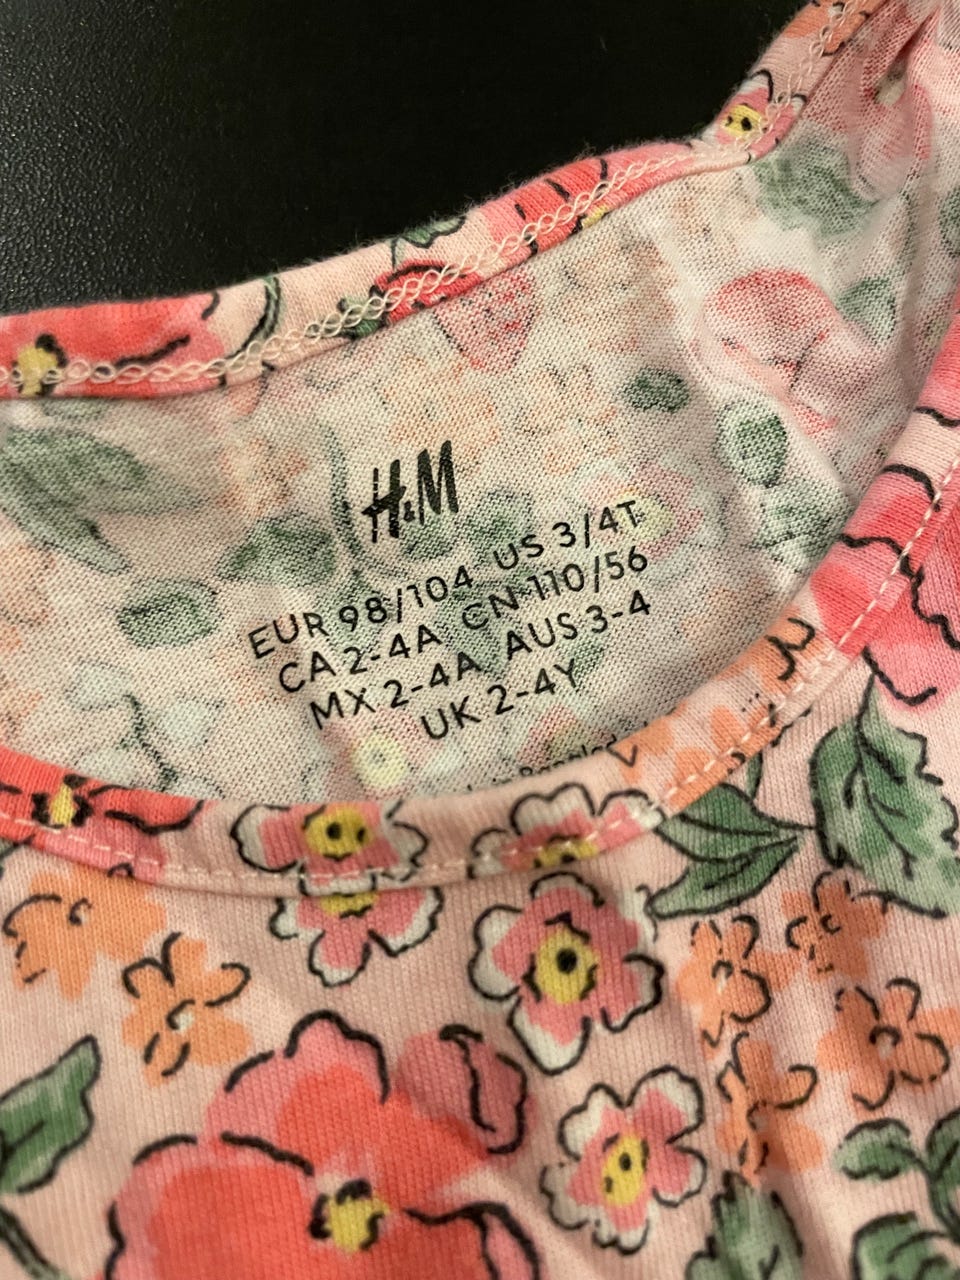 H&M
EUR 98/104 US 3/4T
CA 2-4A CN 110/56
MX 2-4A AUS 3-4
UK 2-4Y